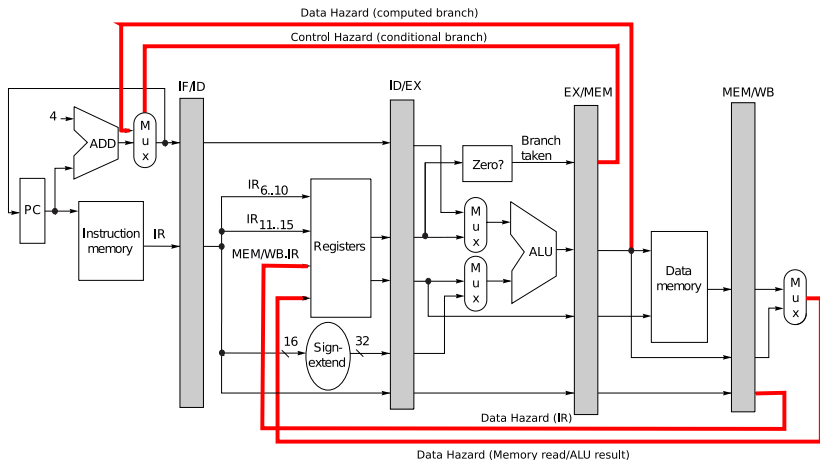 Data Hazard (computed branch)
Control Hazard (conditional branch)
IF/ID
ID/EX
EX/MEM
MEM/WB
4
ADD
M
u
x
Branch
taken
Zero?
IR6..10
PC
Instruction
memory
IR
IR11..15
MEM/WB.IR
Registers
M
u
x
ALU
M
u
x
Data
memory
M
u
x
16
Sign-
extend
32
Data Hazard (IR)
Data Hazard (Memory read/ALU result)